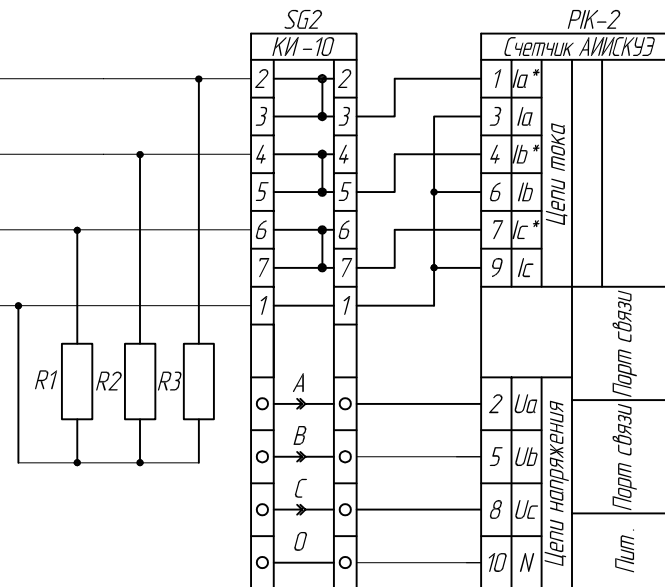 SG2
КИ-10
2 2
3 3
4 4
5 5
6 6
7 7
1 1
A
B
C
0
R1
R2
R3
PIK-2
Счетчик АИИСКУЭ
1 Ia*
3 Ia
4 Ib*
6 Ib
7 Ic*
9 Ic
Цепи тока
2 Ua
5 Ub
8 Uc
10 N
Цепи напряжения
Порт связи
Порт связи
Пит.